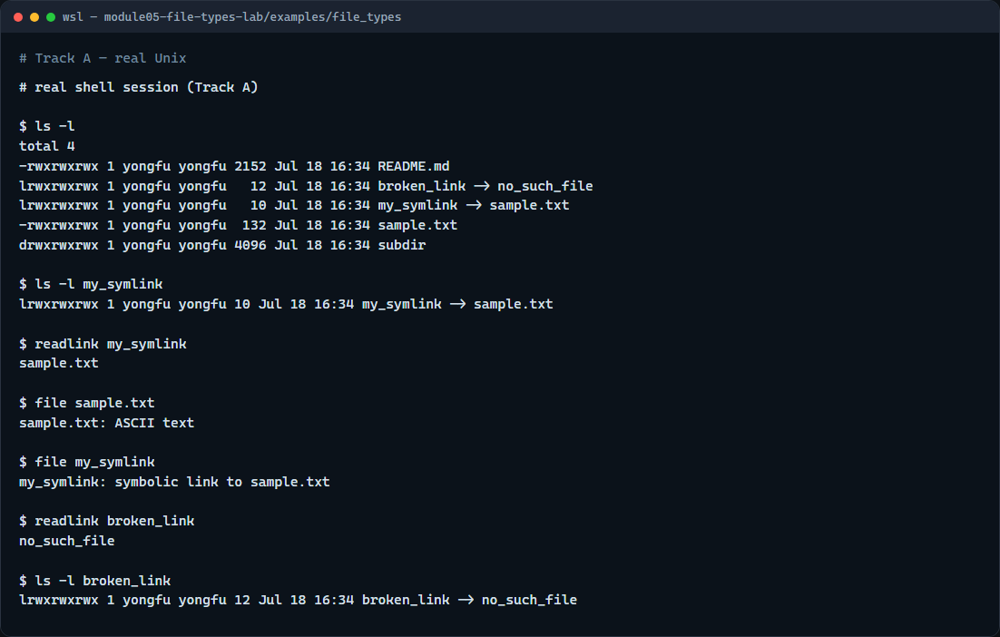 wsl — module05-file-types-lab/examples/file_types
# Track A — real Unix
# real shell session (Track A)
$ ls -l
total 4
-rwxrwxrwx 1 yongfu yongfu 2152 Jul 18 16:34 README.md
lrwxrwxrwx 1 yongfu yongfu   12 Jul 18 16:34 broken_link -> no_such_file
lrwxrwxrwx 1 yongfu yongfu   10 Jul 18 16:34 my_symlink -> sample.txt
-rwxrwxrwx 1 yongfu yongfu  132 Jul 18 16:34 sample.txt
drwxrwxrwx 1 yongfu yongfu 4096 Jul 18 16:34 subdir
$ ls -l my_symlink
lrwxrwxrwx 1 yongfu yongfu 10 Jul 18 16:34 my_symlink -> sample.txt
$ readlink my_symlink
sample.txt
$ file sample.txt
sample.txt: ASCII text
$ file my_symlink
my_symlink: symbolic link to sample.txt
$ readlink broken_link
no_such_file
$ ls -l broken_link
lrwxrwxrwx 1 yongfu yongfu 12 Jul 18 16:34 broken_link -> no_such_file